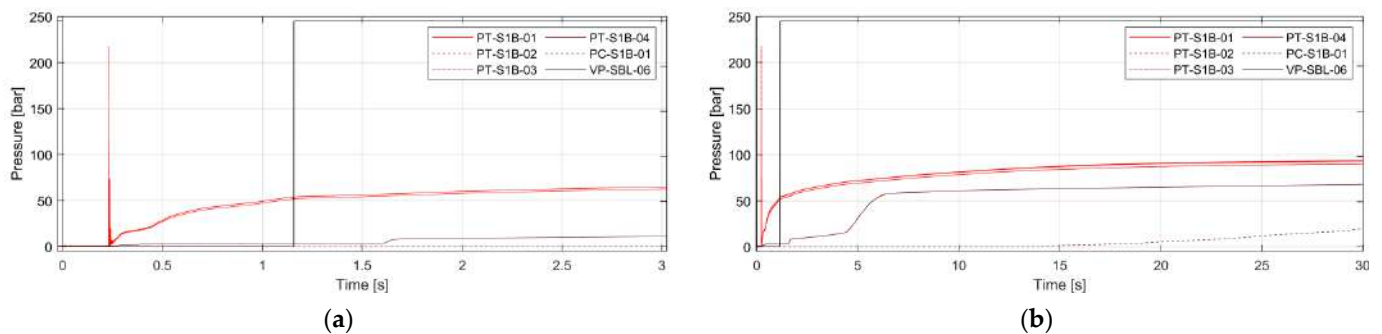 250
200
150
100
50
0
Pressure [bar]
PT-S1B-01 PT-S1B-04
PT-S1B-02 PC-S1B-01
PT-S1B-03 VP-SBL-06
0 0.5 1 1.5 2 2.5 3
Time [s]
(a)
250
200
150
100
50
0
Pressure [bar]
PT-S1B-01 PT-S1B-04
PT-S1B-02 PC-S1B-01
PT-S1B-03 VP-SBL-06
0 5 10 15 20 25 30
Time [s]
(b)